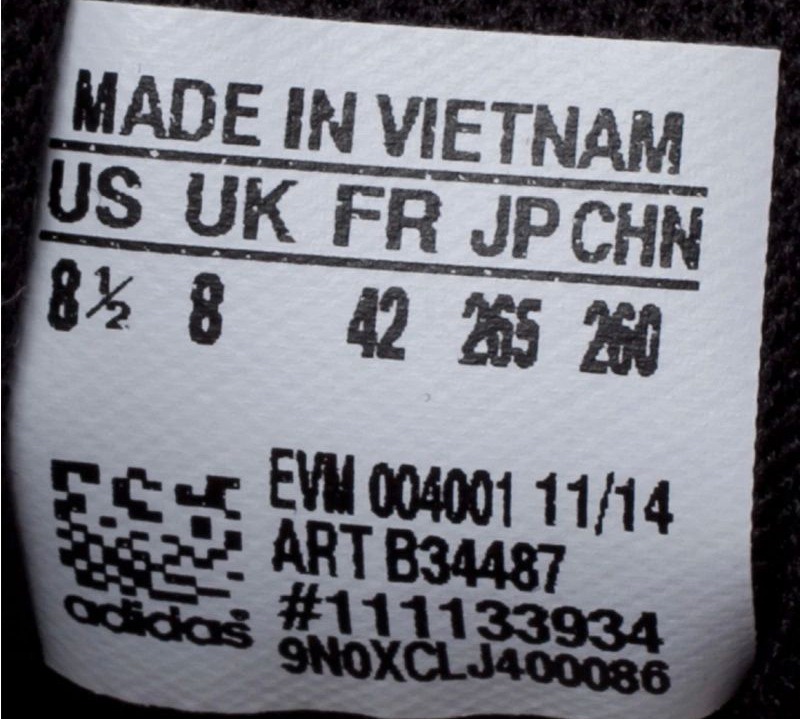 MADE IN VIETNAM
US UK FR JP CHN
8½ 8 42 265 260
EVM 004001 11/14
ART B34487
#111133934
adidas
9N0XCLJ400086